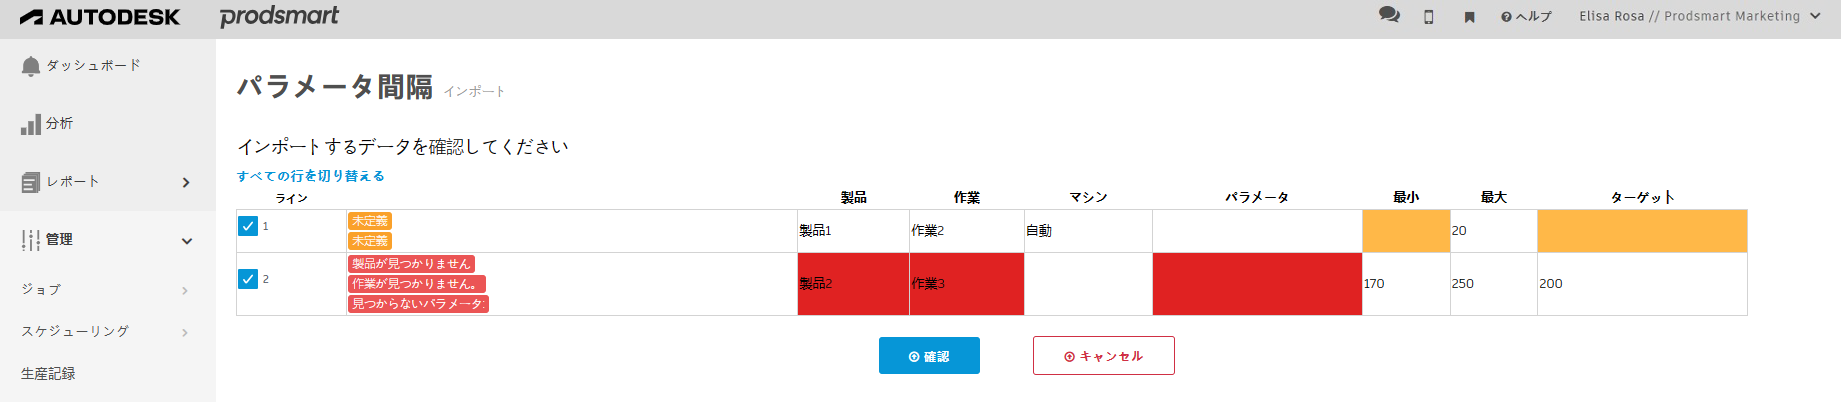 AUTODESK prodsmart ヘルプ Elisa Rosa // Prodsmart Marketing
ダッシュボード
分析
レポート
管理
ジョブ
スケジューリング
生産記録
パラメータ間隔 インポート
インポートするデータを確認してください
すべての行を切り替える
ライン 製品 作業 マシン パラメータ 最小 最大 ターゲット
1 未定義 製品1 作業2 自動 20
未定義
2 製品が見つかりません 製品2 作業3 170 250 200
作業が見つかりません。
見つからないパラメータ:
確認 キャンセル